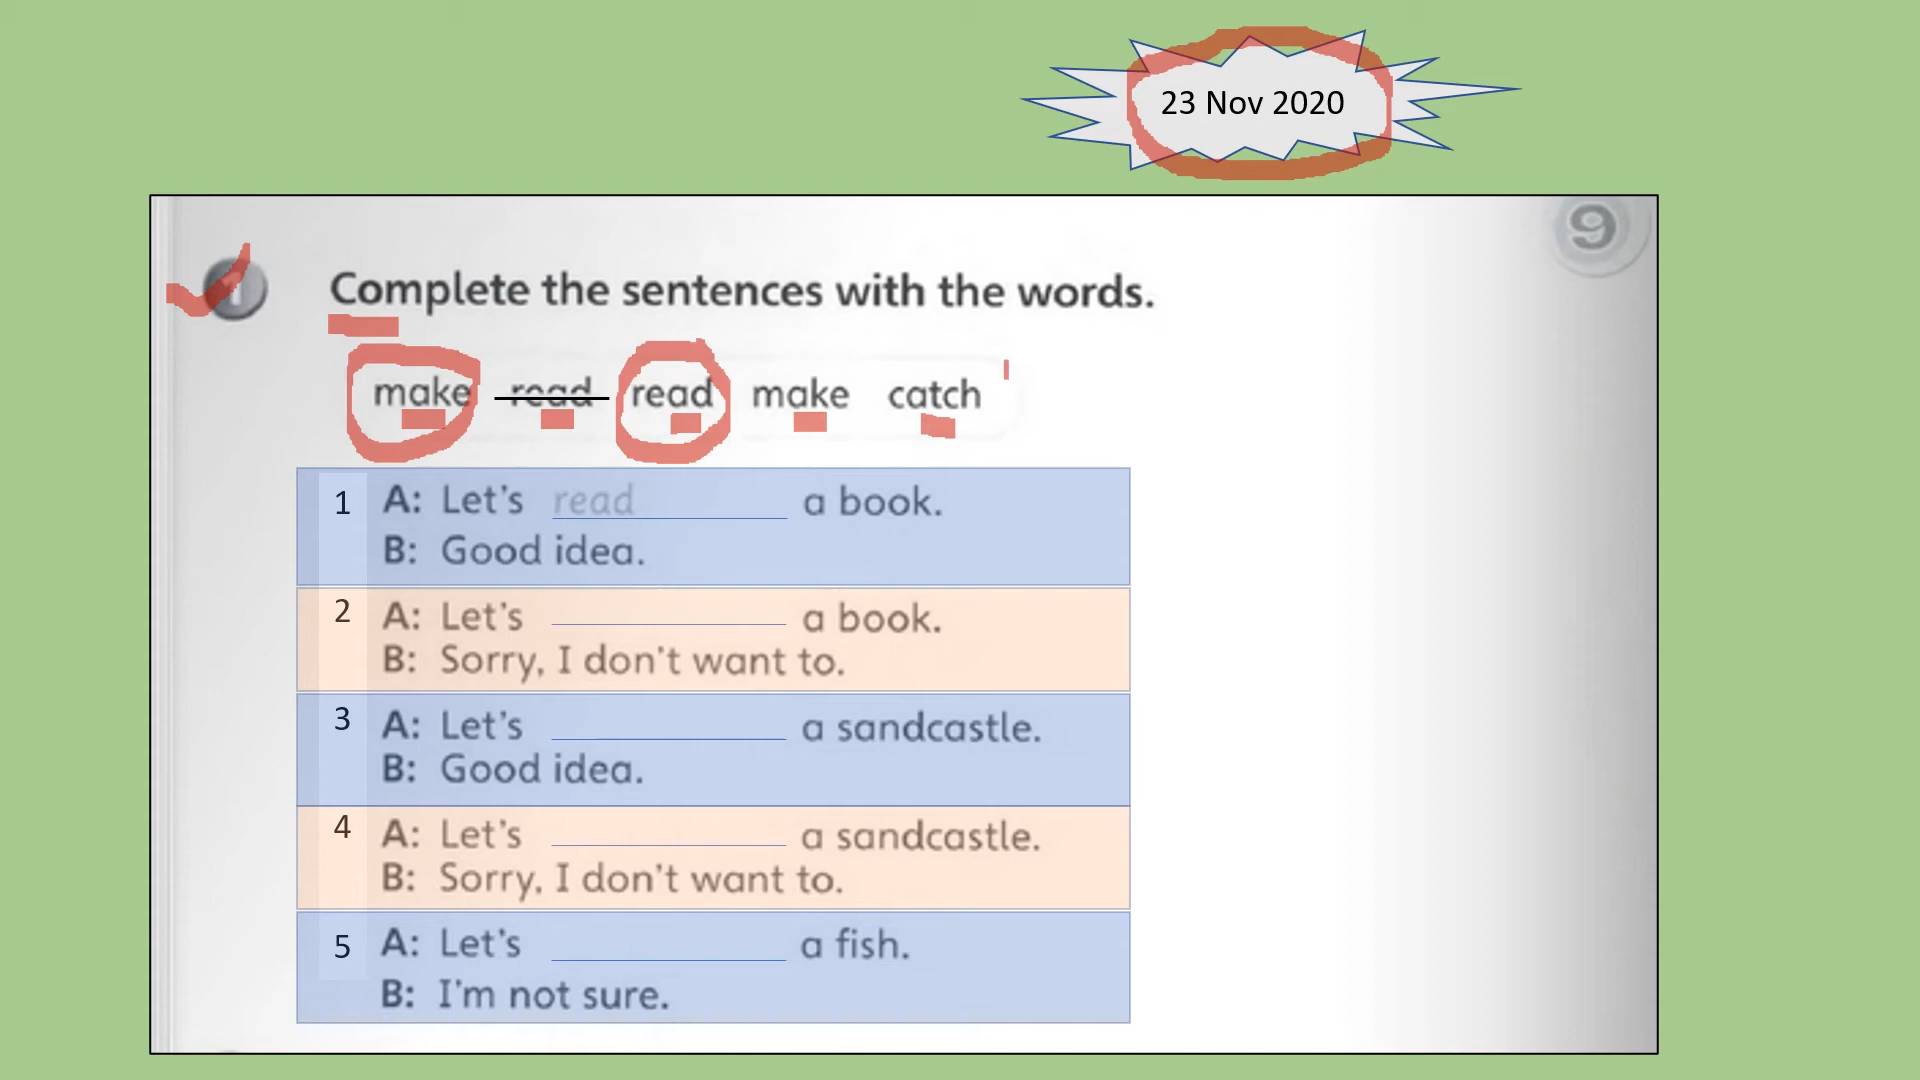 23 Nov 2020
9
1 Complete the sentences with the words.
make read read make catch
1 A: Let's read a book.
B: Good idea.
2 A: Let's a book.
B: Sorry, I don't want to.
3 A: Let's a sandcastle.
B: Good idea.
4 A: Let's a sandcastle.
B: Sorry, I don't want to.
5 A: Let's a fish.
B: I'm not sure.